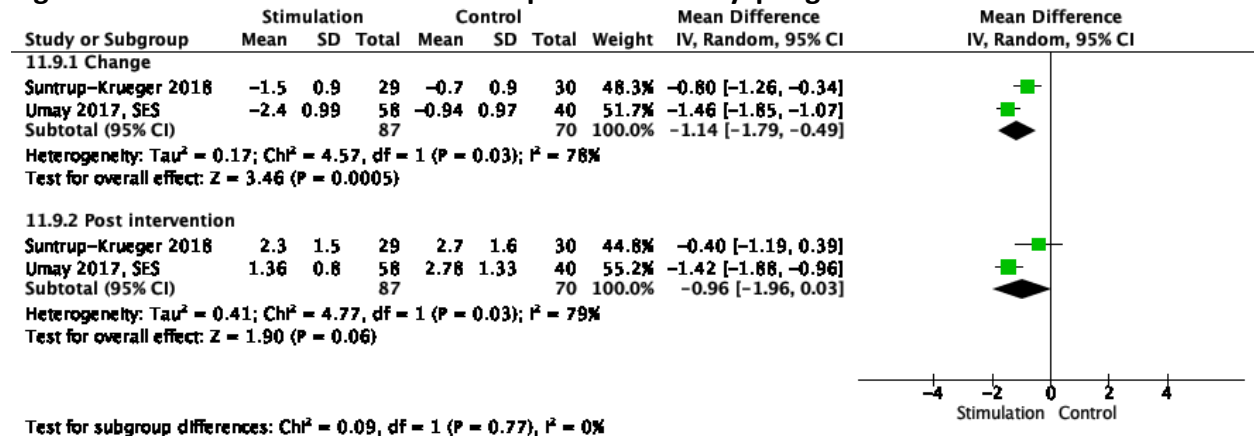 Stimulation Control Mean Difference Mean Difference
Study or Subgroup Mean SD Total Mean SD Total Weight IV, Random, 95% CI IV, Random, 95% CI
11.9.1 Change
Suntrup-Krueger 2018 −1.5 0.9 29 −0.7 0.9 30 48.3% −0.80 [−1.26, −0.34]
Umay 2017, SES −2.4 0.99 58 −0.94 0.97 40 51.7% −1.46 [−1.85, −1.07]
Subtotal (95% CI) 87 70 100.0% −1.14 [−1.79, −0.49]
Heterogeneity: Tau² = 0.17; Chi² = 4.57, df = 1 (P = 0.03); I² = 78%
Test for overall effect: Z = 3.46 (P = 0.0005)
11.9.2 Post intervention
Suntrup-Krueger 2018 2.3 1.5 29 2.7 1.6 30 44.8% −0.40 [−1.19, 0.39]
Umay 2017, SES 1.36 0.8 58 2.78 1.33 40 55.2% −1.42 [−1.88, −0.96]
Subtotal (95% CI) 87 70 100.0% −0.96 [−1.96, 0.03]
Heterogeneity: Tau² = 0.41; Chi² = 4.77, df = 1 (P = 0.03); I² = 79%
Test for overall effect: Z = 1.90 (P = 0.06)
−4 −2 0 2 4
Stimulation Control
Test for subgroup differences: Chi² = 0.09, df = 1 (P = 0.77), I² = 0%